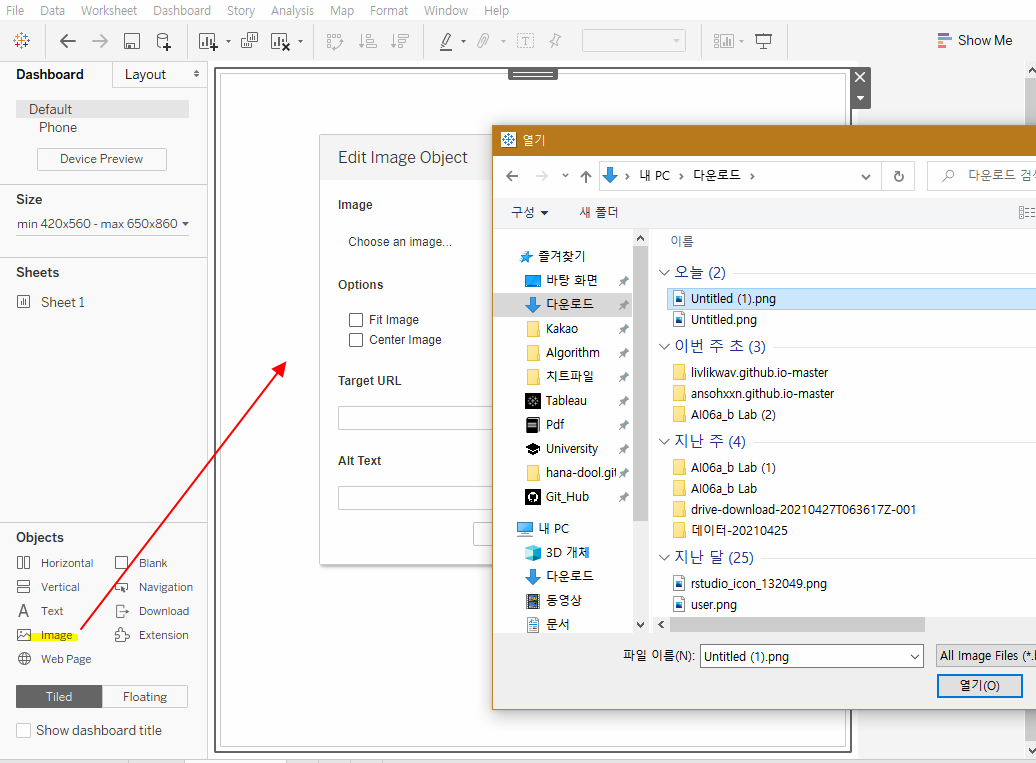 File Data Worksheet Dashboard Story Analysis Map Format Window Help
Show Me
Dashboard Layout
Default
Phone
Device Preview
Size
min 420x560 - max 650x860
Sheets
Sheet 1
Objects
Horizontal Blank
Vertical Navigation
Text Download
Image Extension
Web Page
Tiled Floating
Show dashboard title
Edit Image Object
Image
Choose an image...
Options
Fit Image
Center Image
Target URL
Alt Text
열기
내 PC 다운로드
다운로드 검색
구성 새 폴더
즐겨찾기
바탕 화면
다운로드
Kakao
Algorithm
치트파일
Tableau
Pdf
University
hana-dool.git
Git_Hub
내 PC
3D 개체
다운로드
동영상
문서
이름
오늘 (2)
Untitled (1).png
Untitled.png
이번 주 초 (3)
livlikwav.github.io-master
ansohxxn.github.io-master
AI06a_b Lab (2)
지난 주 (4)
AI06a_b Lab (1)
AI06a_b Lab
drive-download-20210427T063617Z-001
데이터-20210425
지난 달 (25)
rstudio_icon_132049.png
user.png
파일 이름(N): Untitled (1).png All Image Files (*.
열기(O)